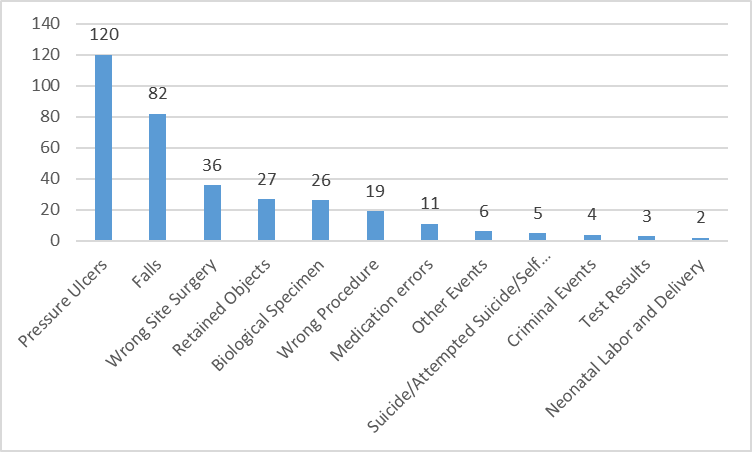 140
120
100
80
60
40
20
0
120
82
36
27
26
19
11
6
5
4
3
2
Pressure Ulcers
Falls
Wrong Site Surgery
Retained Objects
Biological Specimen
Wrong Procedure
Medication errors
Other Events
Suicide/Attempted Suicide/Self...
Criminal Events
Test Results
Neonatal Labor and Delivery